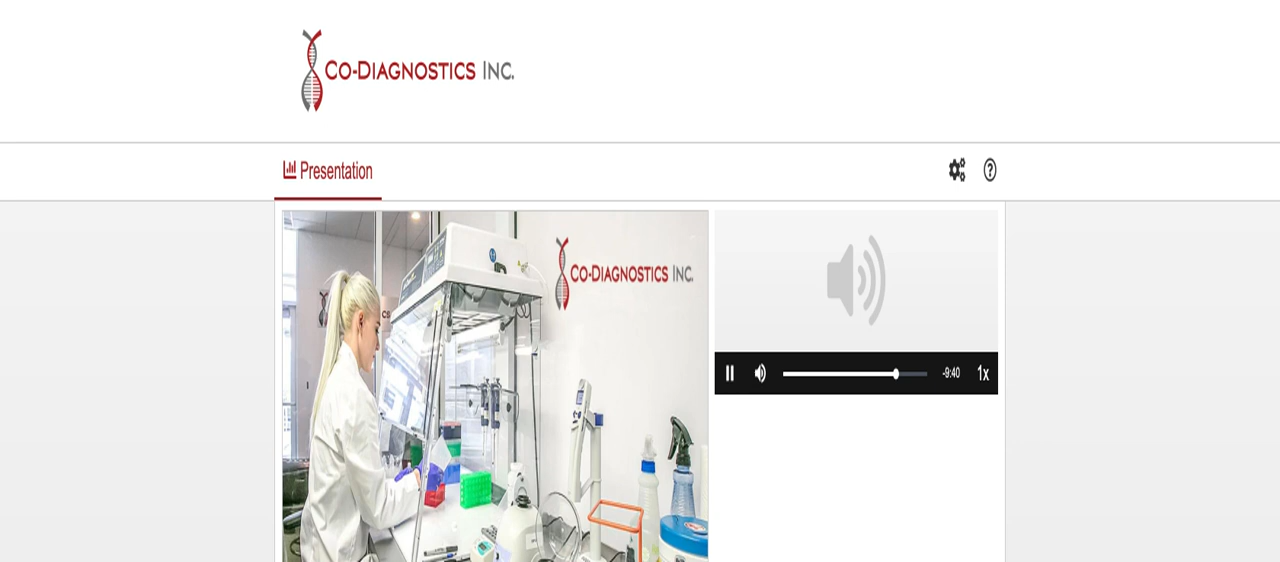 CO-DIAGNOSTICS INC.
Presentation
CO-DIAGNOSTICS INC.
-9:40
1x